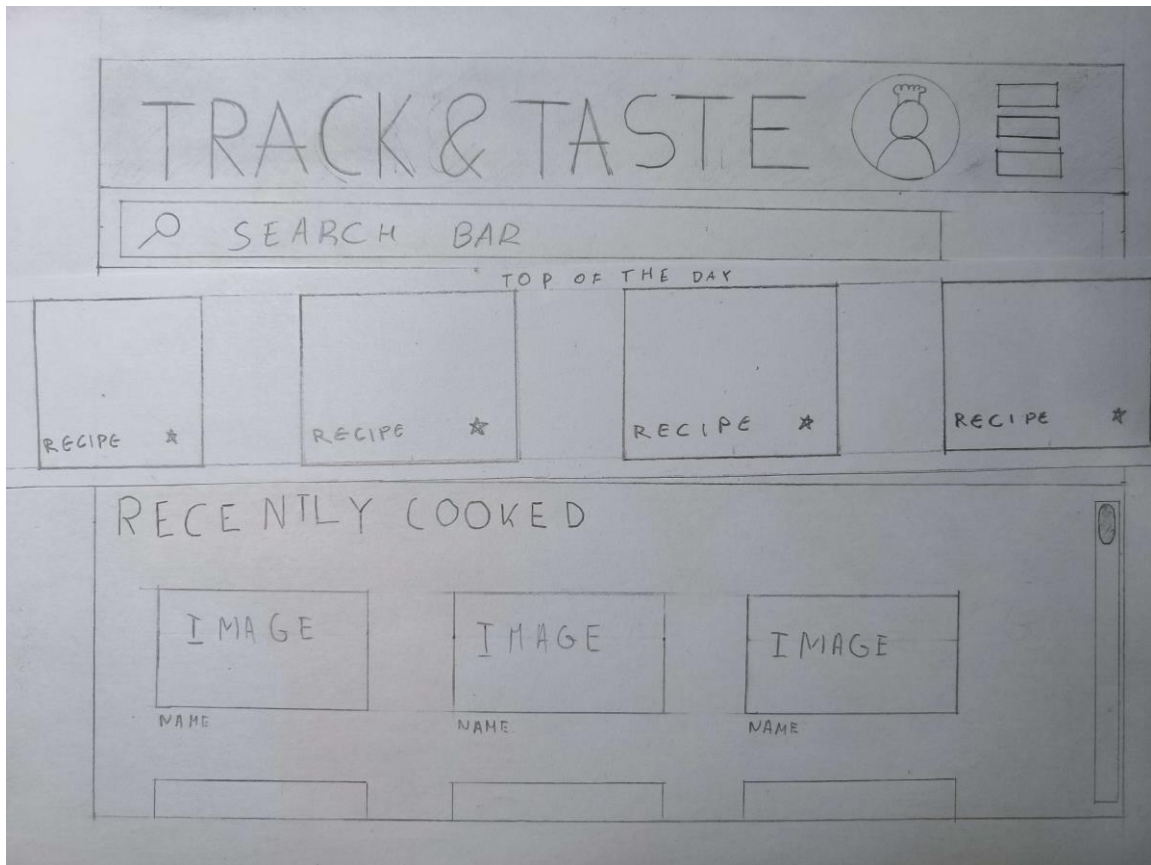 TRACK & TASTE
SEARCH BAR
TOP OF THE DAY
RECIPE RECIPE RECIPE RECIPE
RECENTLY COOKED
IMAGE IMAGE IMAGE
NAME NAME NAME